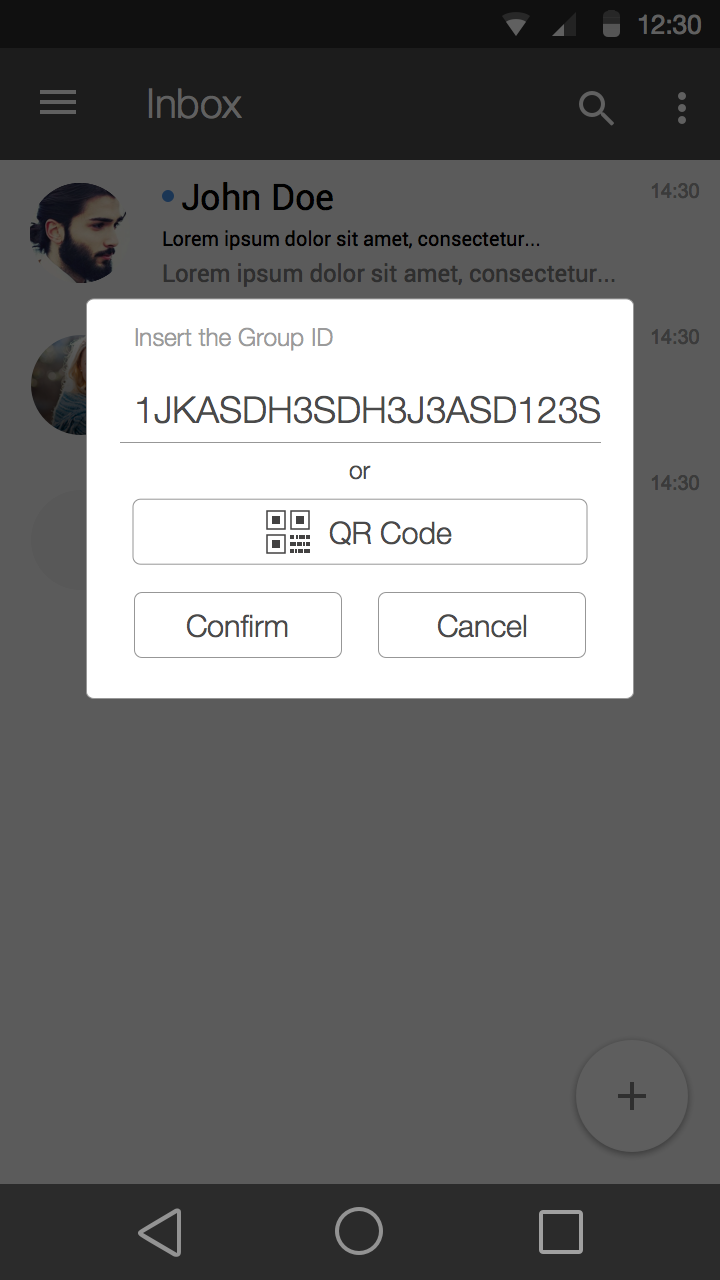 12:30
Inbox
John Doe
14:30
Lorem ipsum dolor sit amet, consectetur...
Lorem ipsum dolor sit amet, consectetur...
Insert the Group ID
14:30
1JKASDH3SDH3J3ASD123S
or
14:30
QR Code
Confirm
Cancel